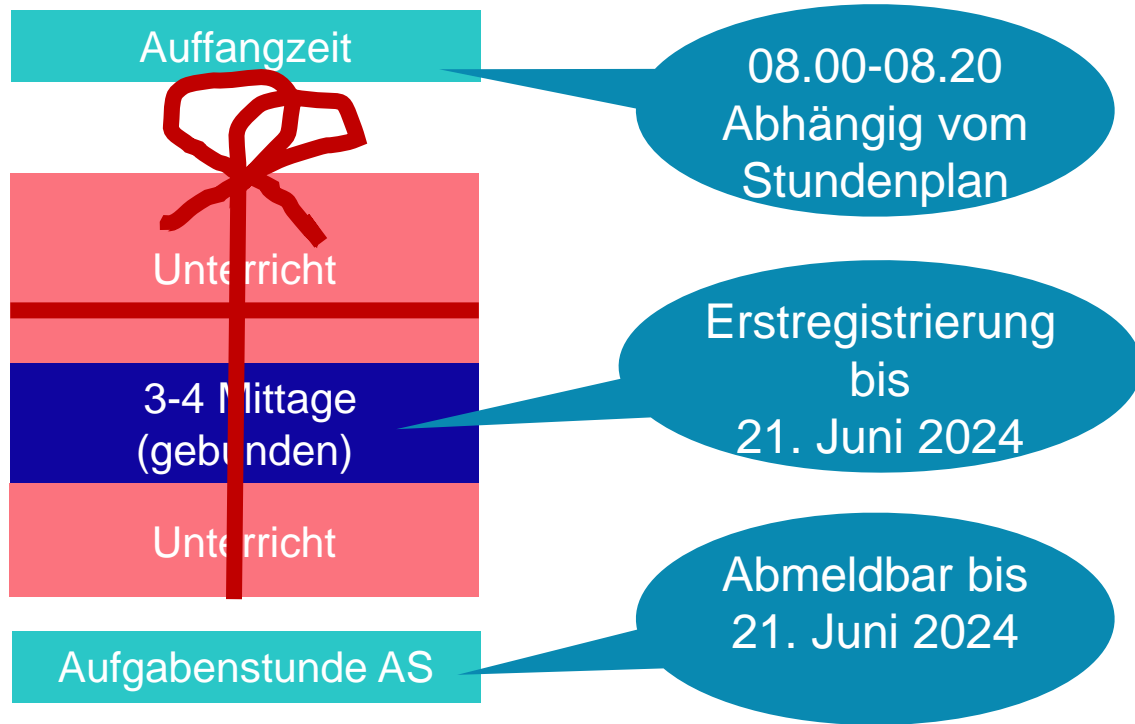 Auffangzeit
08.00-08.20
Abhängig vom
Stundenplan
Unterricht
Erstregistrierung
bis
21. Juni 2024
3-4 Mittage
(gebunden)
Unterricht
Abmeldbar bis
21. Juni 2024
Aufgabenstunde AS